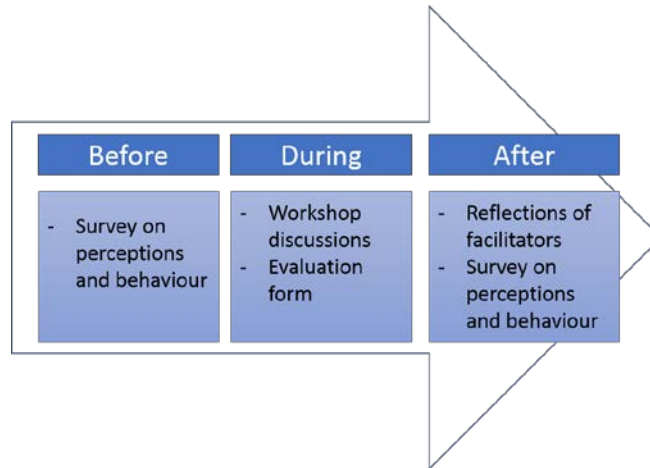 Before
- Survey on
perceptions
and behaviour
During
- Workshop
discussions
- Evaluation
form
After
- Reflections of
facilitators
- Survey on
perceptions
and behaviour